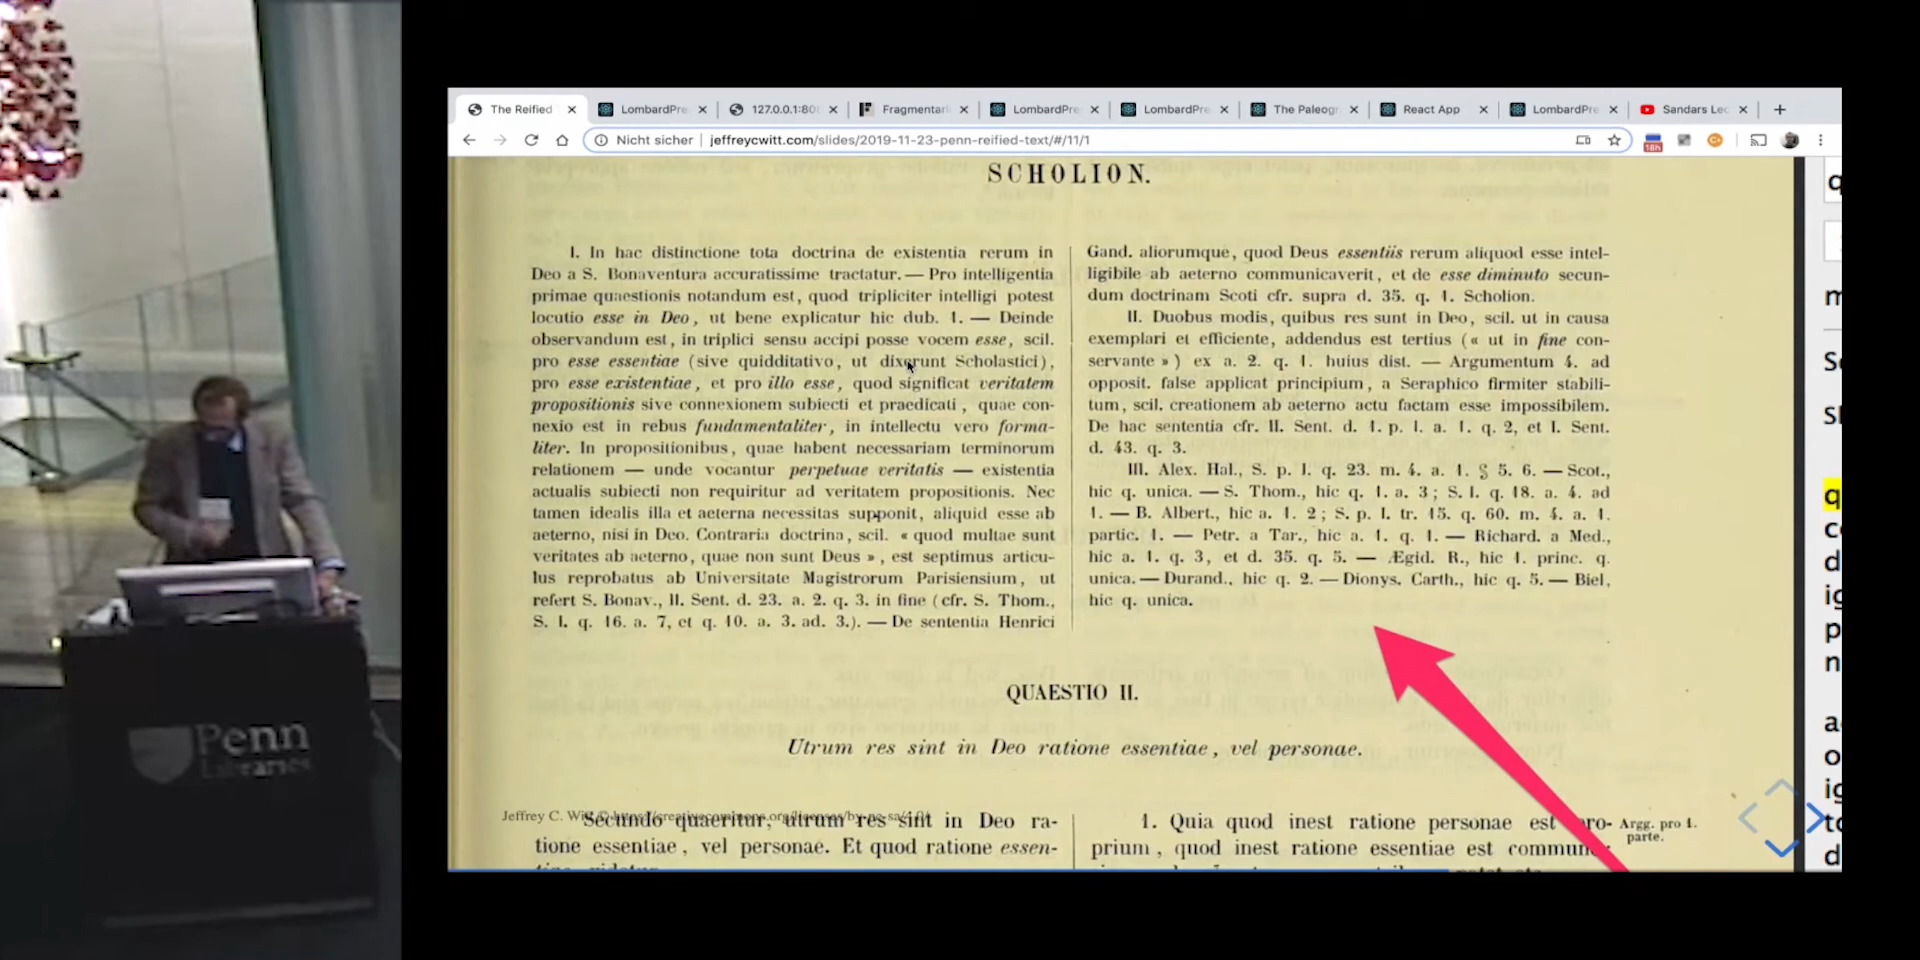 The Reified
LombardPre
127.0.0.1:80
Fragmentari
LombardPre
LombardPre
The Paleogr
React App
LombardPre
Sandars Lec
Nicht sicher
jeffreycwitt.com/slides/2019-11-23-penn-reified-text/#/11/1
18h
SCHOLION.
I. In hac distinctione tota doctrina de existentia rerum in
Deo a S. Bonaventura accuratissime tractatur. — Pro intelligentia
primae quaestionis notandum est, quod tripliciter intelligi potest
locutio esse in Deo, ut bene explicatur hic dub. 1. — Deinde
observandum est, in triplici sensu accipi posse vocem esse, scil.
pro esse essentiae (sive quidditativo, ut dixerunt Scholastici),
pro esse existentiae, et pro illo esse, quod significat veritatem
propositionis sive connexionem subiecti et praedicati, quae con-
nexio est in rebus fundamentaliter, in intellectu vero forma-
liter. In propositionibus, quae habent necessariam terminorum
relationem — unde vocantur perpetuae veritatis — existentia
actualis subiecti non requiritur ad veritatem propositionis. Nec
tamen idealis illa et aeterna necessitas supponit, aliquid esse ab
aeterno, nisi in Deo. Contraria doctrina, scil. « quod multae sunt
veritates ab aeterno, quae non sunt Deus », est septimus articu-
lus reprobatus ab Universitate Magistrorum Parisiensium, ut
refert S. Bonav., II. Sent. d. 23. a. 2. q. 3. in fine (cfr. S. Thom.,
S. I. q. 16. a. 7, et q. 10. a. 3. ad. 3.). — De sententia Henrici
Gand. aliorumque, quod Deus essentiis rerum aliquod esse intel-
ligibile ab aeterno communicaverit, et de esse diminuto secun-
dum doctrinam Scoti cfr. supra d. 35. q. 1. Scholion.
II. Duobus modis, quibus res sunt in Deo, scil. ut in causa
exemplari et efficiente, addendus est tertius (« ut in fine con-
servante ») ex a. 2. q. 1. huius dist. — Argumentum 4. ad
opposit. false applicat principium, a Seraphico firmiter stabili-
tum, scil. creationem ab aeterno actu factam esse impossibilem.
De hac sententia cfr. II. Sent. d. 1. p. I. a. 1. q. 2, et I. Sent.
d. 43. q. 3.
III. Alex. Hal., S. p. I. q. 23. m. 4. a. 1. § 5. 6. — Scot.,
hic q. unica. — S. Thom., hic q. 1. a. 3; S. I. q. 18. a. 4. ad
1. — B. Albert., hic a. 1. 2; S. p. I. tr. 15. q. 60. m. 4. a. 1.
partic. 1. — Petr. a Tar., hic a. 1. q. 1. — Richard. a Med.,
hic a. 1. q. 3, et d. 35. q. 5. — Ægid. R., hic 1. princ. q.
unica. — Durand., hic q. 2. — Dionys. Carth., hic q. 5. — Biel,
hic q. unica.
QUAESTIO II.
Utrum res sint in Deo ratione essentiae, vel personae.
Jeffrey C. Witt
Secundo quaeritur, utrum res sint in Deo ra-
tione essentiae, vel personae. Et quod ratione essen-
1. Quia quod inest ratione personae est pro-
prium, quod inest ratione essentiae est commun
Argg. pro 1.
parte.
Penn
Libraries